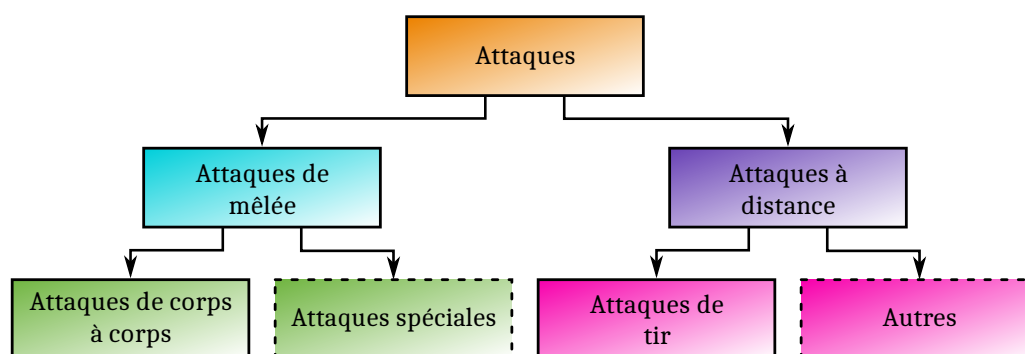 Attaques
Attaques de
mêlée
Attaques à
distance
Attaques de corps
à corps
Attaques spéciales
Attaques de
tir
Autres